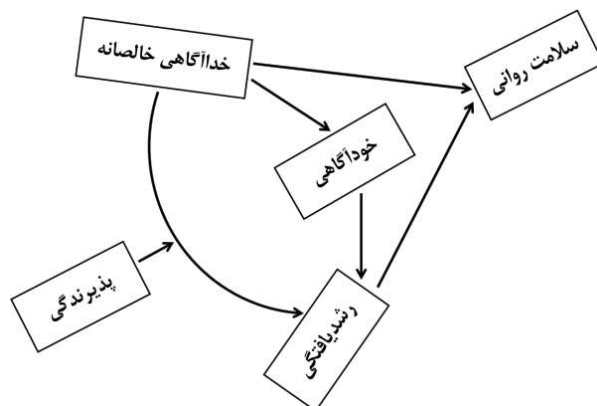 خداآگاهی خالصانه
سلامت روانی
خودآگاهی
پذیرندگی
رشدیافتگی